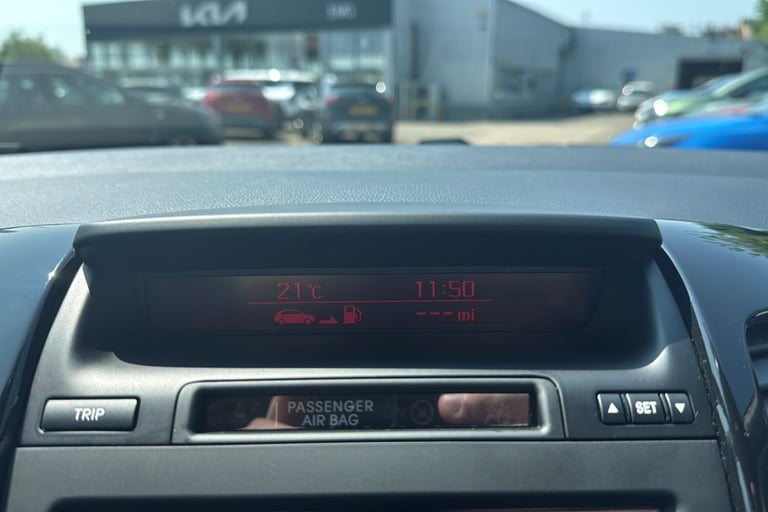 KIA
21°C 11:50
---mi
TRIP
PASSENGER
AIR BAG
SET